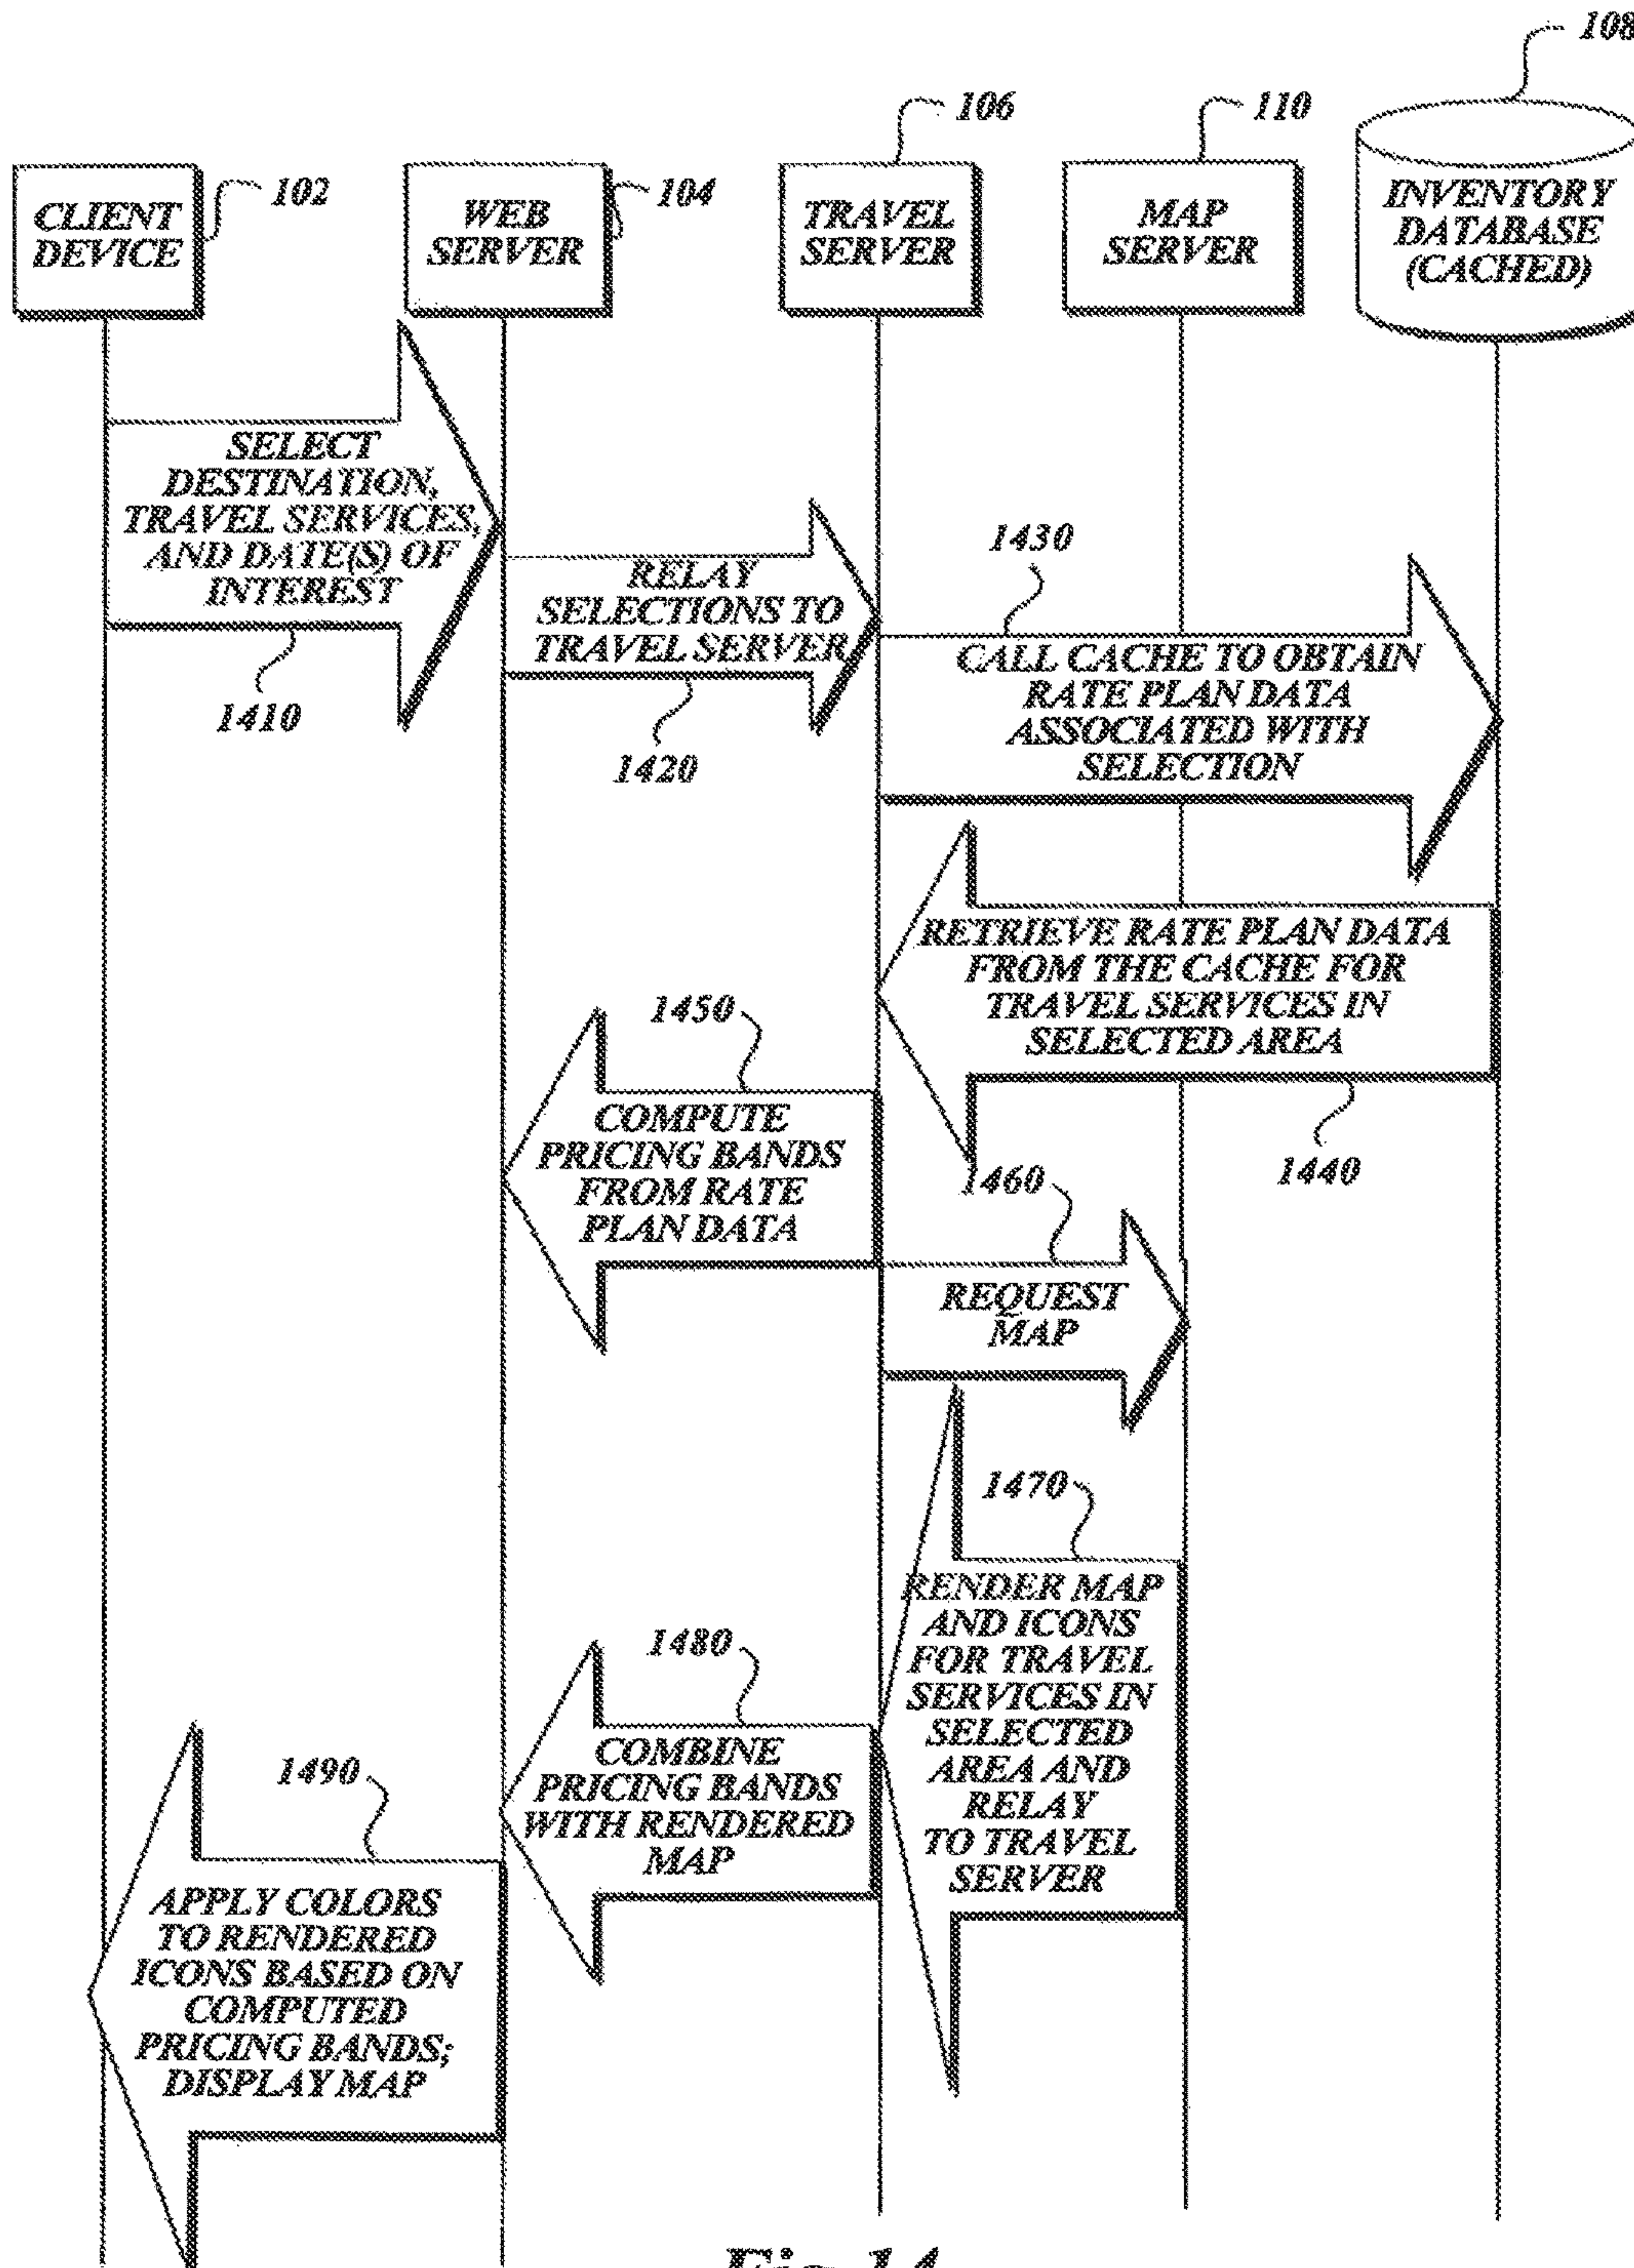 108
106
110
102
104
CLIENT
DEVICE
WEB
SERVER
TRAVEL
SERVER
MAP
SERVER
INVENTORY
DATABASE
(CACHED)
SELECT
DESTINATION,
TRAVEL SERVICES,
AND DATE(S) OF
INTEREST
1410
RELAY
SELECTIONS TO
TRAVEL SERVER
1420
1430
CALL CACHE TO OBTAIN
RATE PLAN DATA
ASSOCIATED WITH
SELECTION
RETRIEVE RATE PLAN DATA
FROM THE CACHE FOR
TRAVEL SERVICES IN
SELECTED AREA
1440
1450
COMPUTE
PRICING BANDS
FROM RATE
PLAN DATA
1460
REQUEST
MAP
1470
RENDER MAP
AND ICONS
FOR TRAVEL
SERVICES IN
SELECTED
AREA AND
RELAY
TO TRAVEL
SERVER
1480
COMBINE
PRICING BANDS
WITH RENDERED
MAP
1490
APPLY COLORS
TO RENDERED
ICONS BASED ON
COMPUTED
PRICING BANDS;
DISPLAY MAP
Fig.14